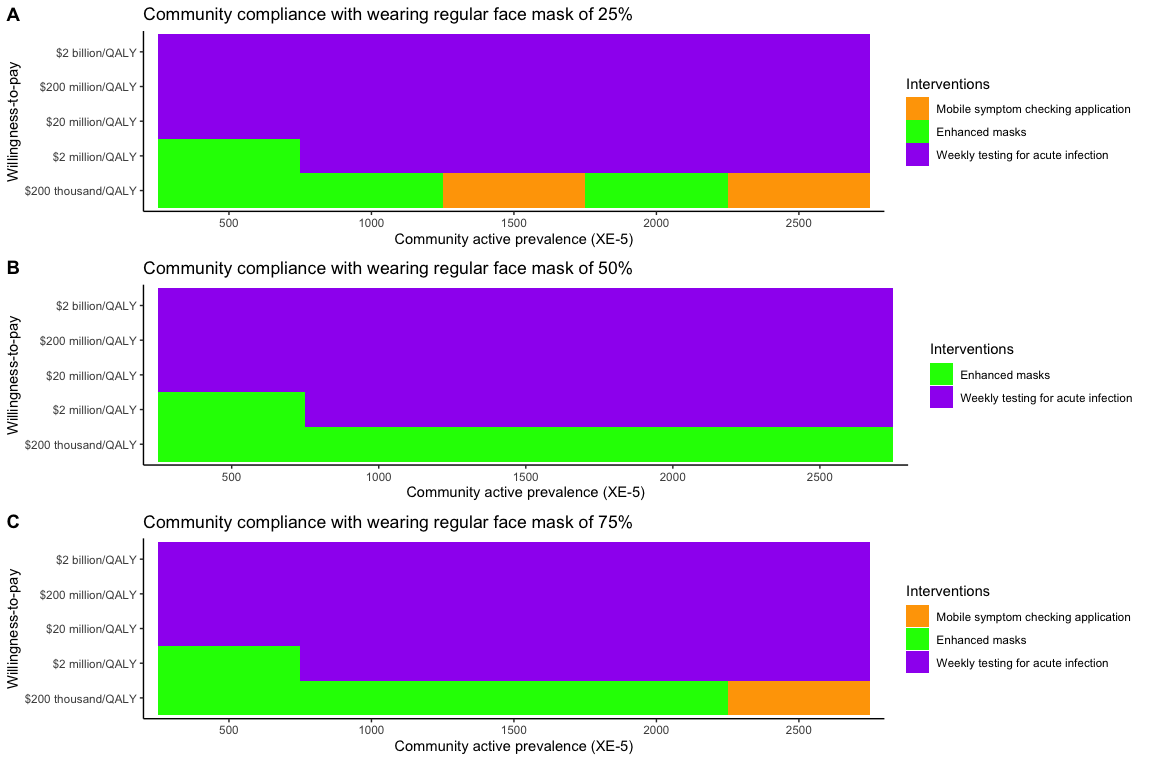 A
Community compliance with wearing regular face mask of 25%
Willingness-to-pay
$2 billion/QALY
$200 million/QALY
$20 million/QALY
$2 million/QALY
$200 thousand/QALY
500 1000 1500 2000 2500
Community active prevalence (XE-5)
Interventions
Mobile symptom checking application
Enhanced masks
Weekly testing for acute infection
B
Community compliance with wearing regular face mask of 50%
Willingness-to-pay
$2 billion/QALY
$200 million/QALY
$20 million/QALY
$2 million/QALY
$200 thousand/QALY
500 1000 1500 2000 2500
Community active prevalence (XE-5)
Interventions
Enhanced masks
Weekly testing for acute infection
C
Community compliance with wearing regular face mask of 75%
Willingness-to-pay
$2 billion/QALY
$200 million/QALY
$20 million/QALY
$2 million/QALY
$200 thousand/QALY
500 1000 1500 2000 2500
Community active prevalence (XE-5)
Interventions
Mobile symptom checking application
Enhanced masks
Weekly testing for acute infection